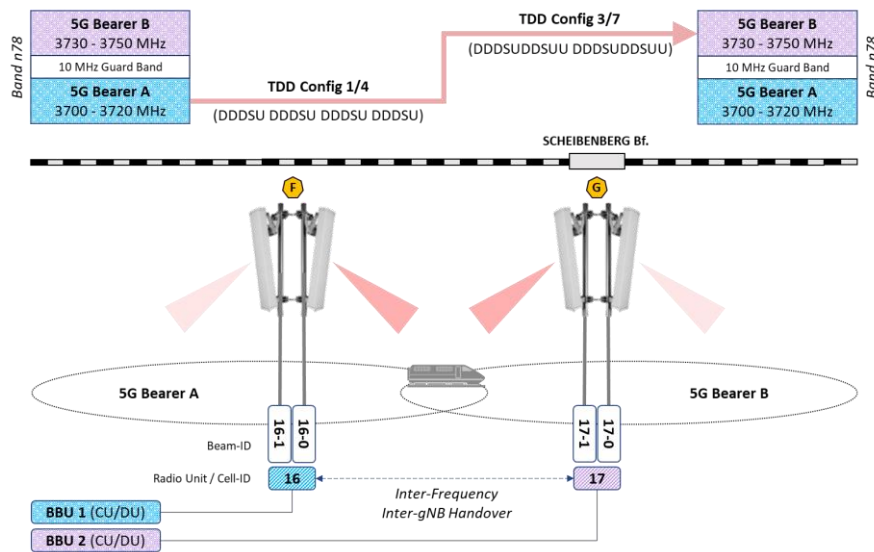 Band n78
5G Bearer B
3730 - 3750 MHz
10 MHz Guard Band
5G Bearer A
3700 - 3720 MHz
TDD Config 1/4
(DDDSU DDDSU DDDSU DDDSU)
TDD Config 3/7
(DDDSUDDSUU DDDSUDDSUU)
5G Bearer B
3730 - 3750 MHz
10 MHz Guard Band
5G Bearer A
3700 - 3720 MHz
Band n78
SCHEIBENBERG Bf.
F
G
5G Bearer A
5G Bearer B
Beam-ID
16-1
16-0
17-1
17-0
Radio Unit / Cell-ID
16
17
Inter-Frequency
Inter-gNB Handover
BBU 1 (CU/DU)
BBU 2 (CU/DU)